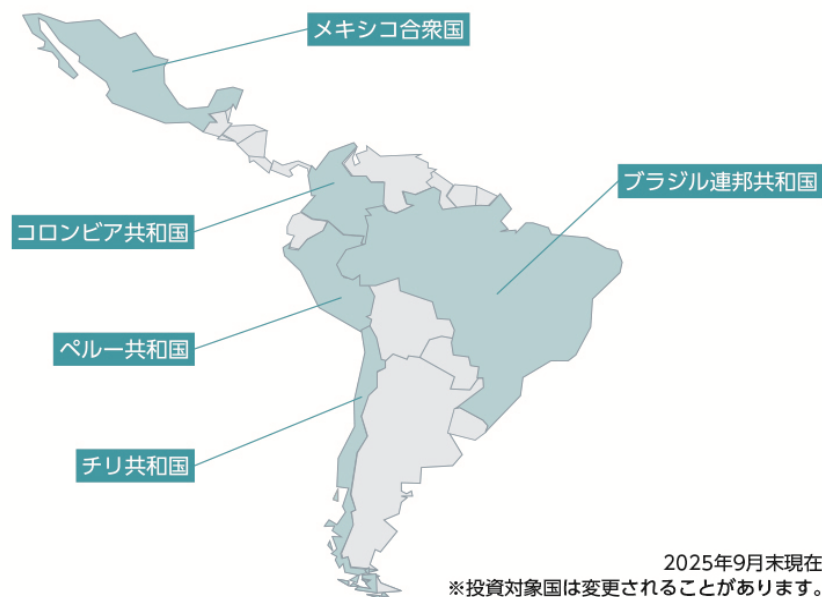 メキシコ合衆国
ブラジル連邦共和国
コロンビア共和国
ペルー共和国
チリ共和国
2025年9月末現在
※投資対象国は変更されることがあります。